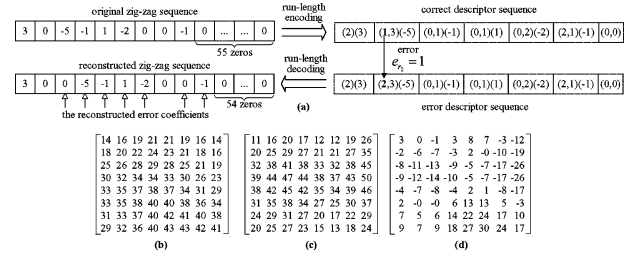 original zig-zag sequence
run-length encoding
correct descriptor sequence
3 0 -5 -1 1 -2 0 0 -1 0 ... ... 0
(2)(3) (1,3)(-5) (0,1)(-1) (0,1)(1) (0,2)(-2) (2,1)(-1) (0,0)
55 zeros
error
e_{r_2} = 1
reconstructed zig-zag sequence
run-length decoding
3 0 0 -5 -1 1 -2 0 0 -1 0 ... 0
(2)(3) (2,3)(-5) (0,1)(-1) (0,1)(1) (0,2)(-2) (2,1)(-1) (0,0)
54 zeros
the reconstructed error coefficients
(a)
error descriptor sequence
14 16 19 21 21 19 16 14
18 20 22 24 23 21 18 16
25 26 28 29 28 25 21 19
30 32 34 34 33 30 26 23
33 35 37 38 37 34 31 29
33 35 38 40 40 38 36 34
31 33 37 40 42 41 40 38
29 32 36 40 43 43 42 41
(b)
11 16 20 17 12 12 19 26
20 25 29 27 21 21 27 35
32 38 41 38 33 32 38 45
39 44 47 44 38 37 43 50
38 42 45 42 35 34 39 46
31 35 38 34 27 25 30 37
24 29 31 27 20 17 22 29
20 25 27 23 15 13 18 24
(c)
3 0 -1 3 8 7 -3 -12
-2 -6 -7 -3 2 -0 -10 -19
-8 -11 -13 -9 -5 -7 -17 -26
-9 -12 -14 -10 -5 -7 -17 -26
-4 -7 -8 -4 2 1 -8 -17
2 -0 -0 6 13 13 5 -3
7 5 6 14 22 24 17 10
9 7 9 18 27 30 24 17
(d)